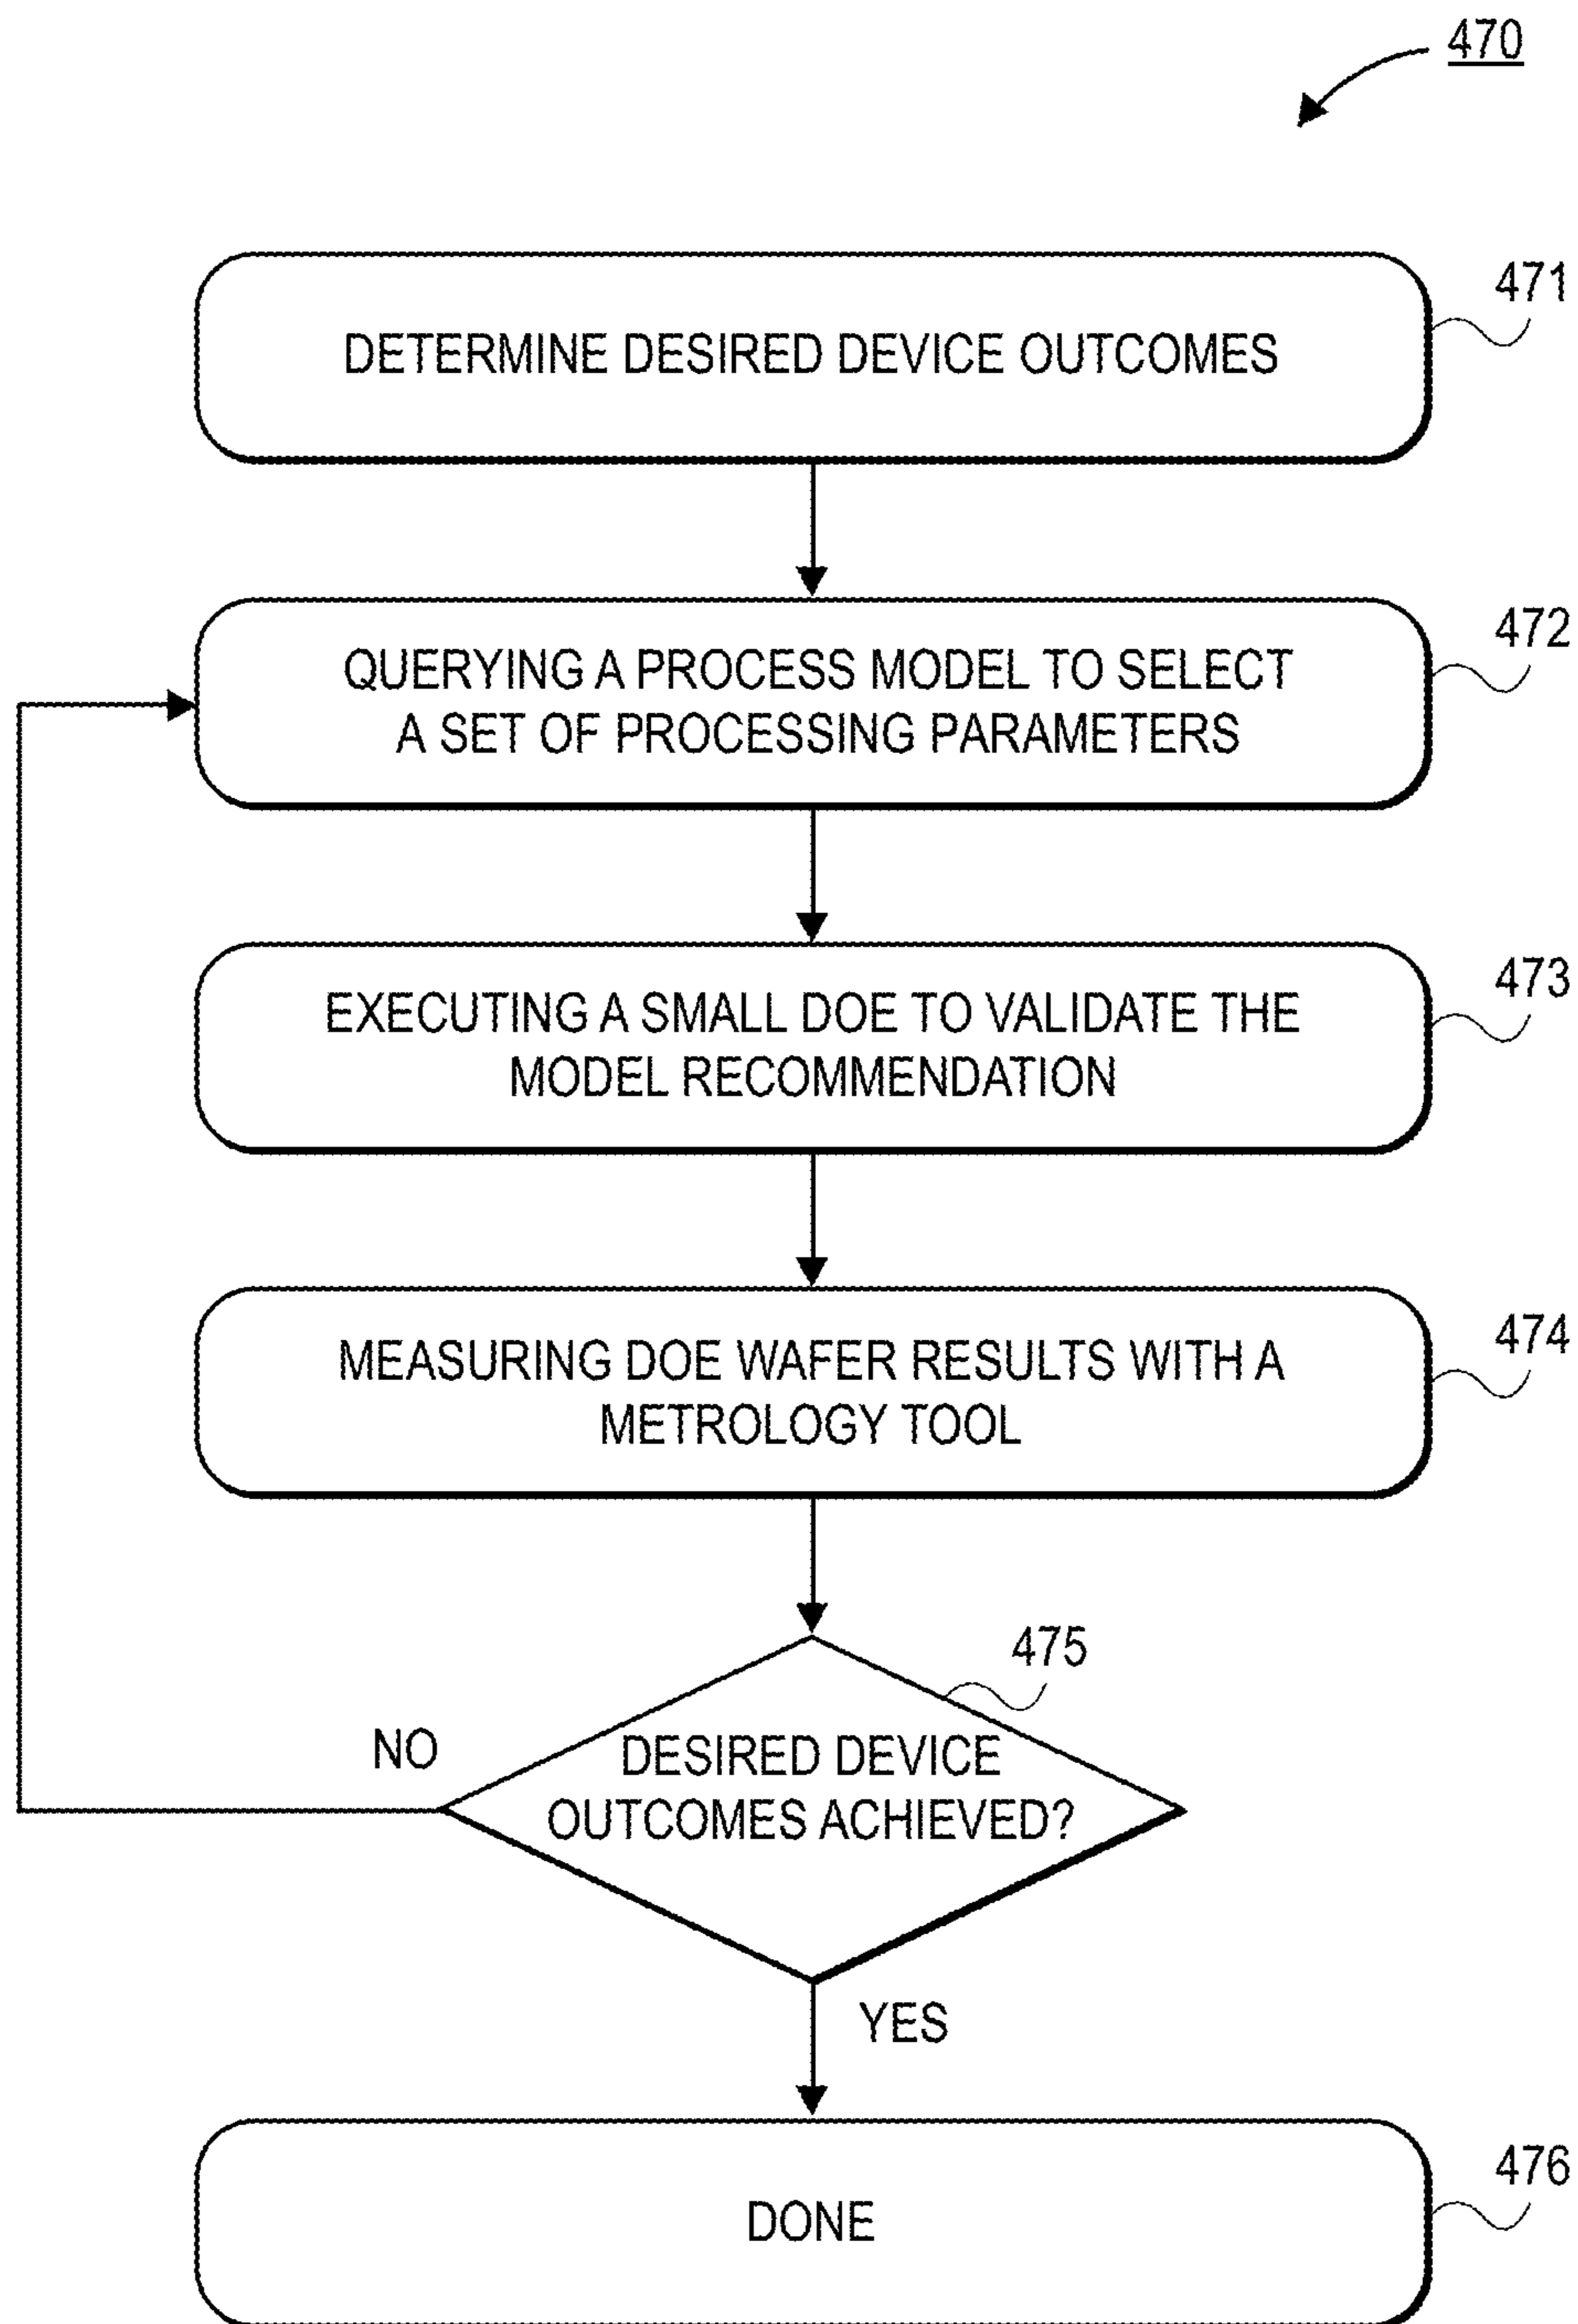 470
DETERMINE DESIRED DEVICE OUTCOMES
471
QUERYING A PROCESS MODEL TO SELECT
A SET OF PROCESSING PARAMETERS
472
EXECUTING A SMALL DOE TO VALIDATE THE
MODEL RECOMMENDATION
473
MEASURING DOE WAFER RESULTS WITH A
METROLOGY TOOL
474
475
DESIRED DEVICE
OUTCOMES ACHIEVED?
NO
YES
DONE
476